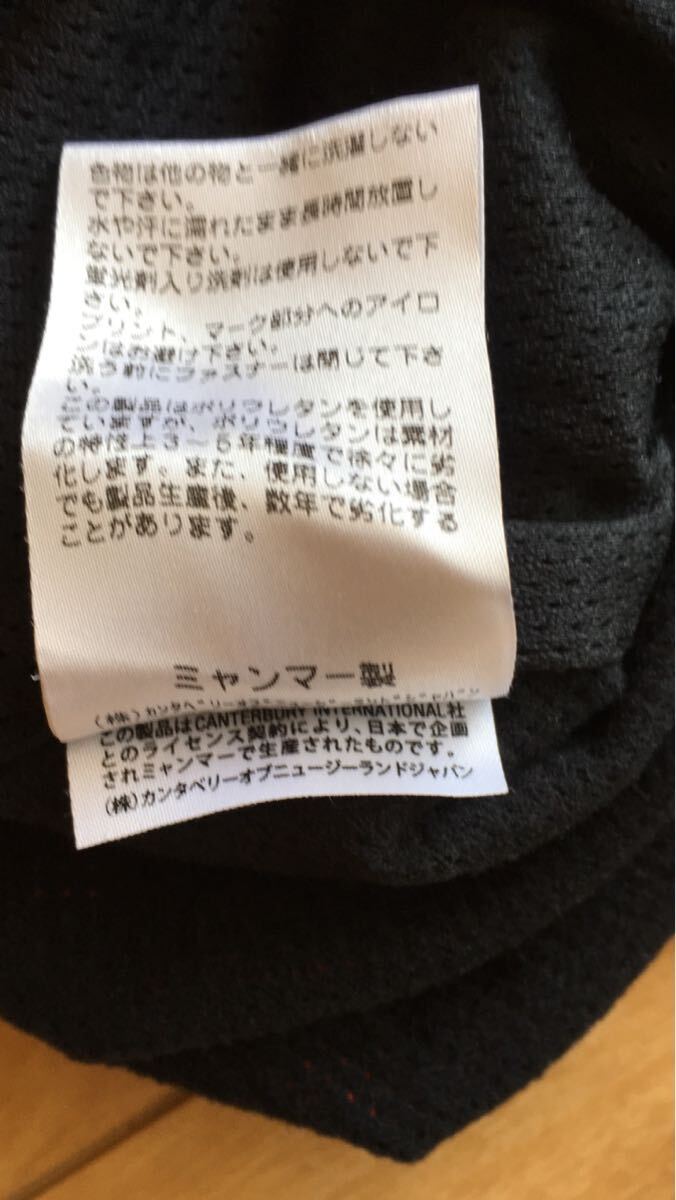 色物は他の物と一緒に洗濯しない
で下さい。
水や汗に濡れたまま長時間放置し
ないで下さい。
蛍光剤入り洗剤は使用しないで下
さい。
プリント、マーク部分へのアイロ
ンはお避け下さい。
洗う前にファスナーは閉じて下さ
い。
この製品はポリウレタンを使用し
ていますが、ポリウレタンは素材
の特性上3～5年程度で徐々に劣
化します。また、使用しない場合
でも製品生産後、数年で劣化する
ことがあります。
ミャンマー製
(株)カンタベリーオブ
この製品はCANTERBURY INTERNATIONAL社
とのライセンス契約により、日本で企画
されミャンマーで生産されたものです。
(株)カンタベリーオブニュージーランドジャパン